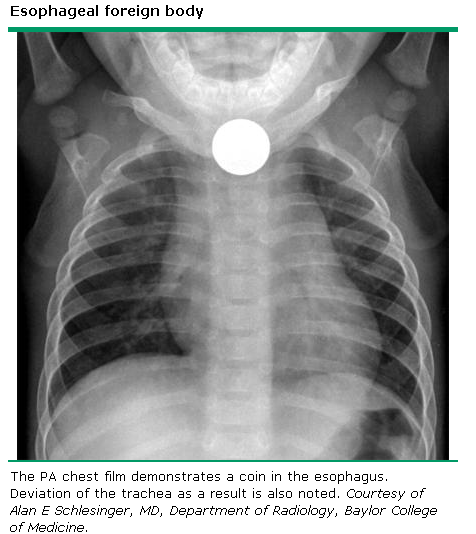 Esophageal foreign body
The PA chest film demonstrates a coin in the esophagus.
Deviation of the trachea as a result is also noted. Courtesy of
Alan E Schlesinger, MD, Department of Radiology, Baylor College
of Medicine.